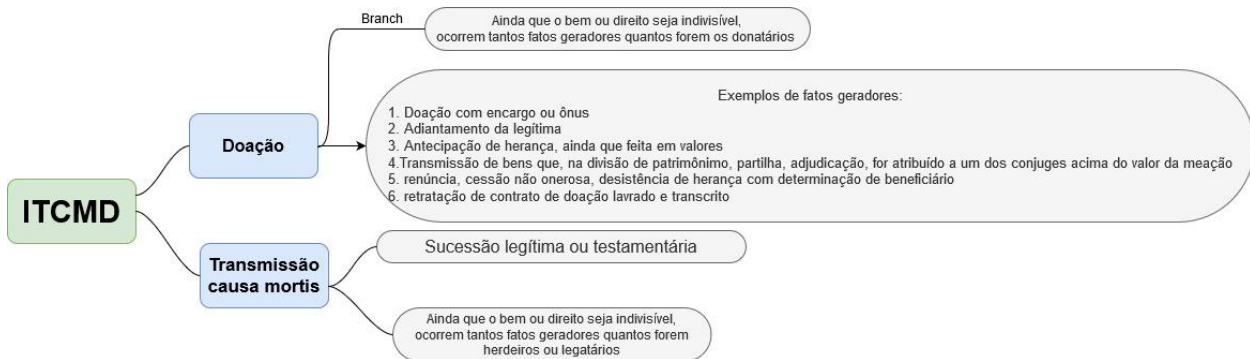 Branch
Ainda que o bem ou direito seja indivisível,
ocorrem tantos fatos geradores quantos forem os donatários
Exemplos de fatos geradores:
1. Doação com encargo ou ônus
2. Adiantamento da legítima
3. Antecipação de herança, ainda que feita em valores
4.Transmissão de bens que, na divisão de patrimônimo, partilha, adjudicação, for atribuído a um dos conjuges acima do valor da meação
5. renúncia, cessão não onerosa, desistência de herança com determinação de beneficiário
6. retratação de contrato de doação lavrado e transcrito
Doação
ITCMD
Transmissão
causa mortis
Sucessão legítima ou testamentária
Ainda que o bem ou direito seja indivisível,
ocorrem tantos fatos geradores quantos forem
herdeiros ou legatários